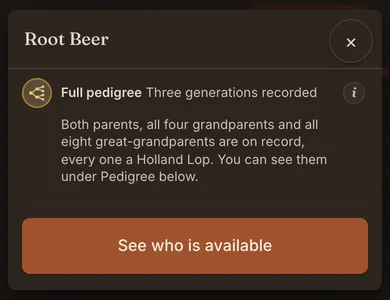 Root Beer
×
Full pedigree Three generations recorded
i
Both parents, all four grandparents and all
eight great-grandparents are on record,
every one a Holland Lop. You can see them
under Pedigree below.
See who is available